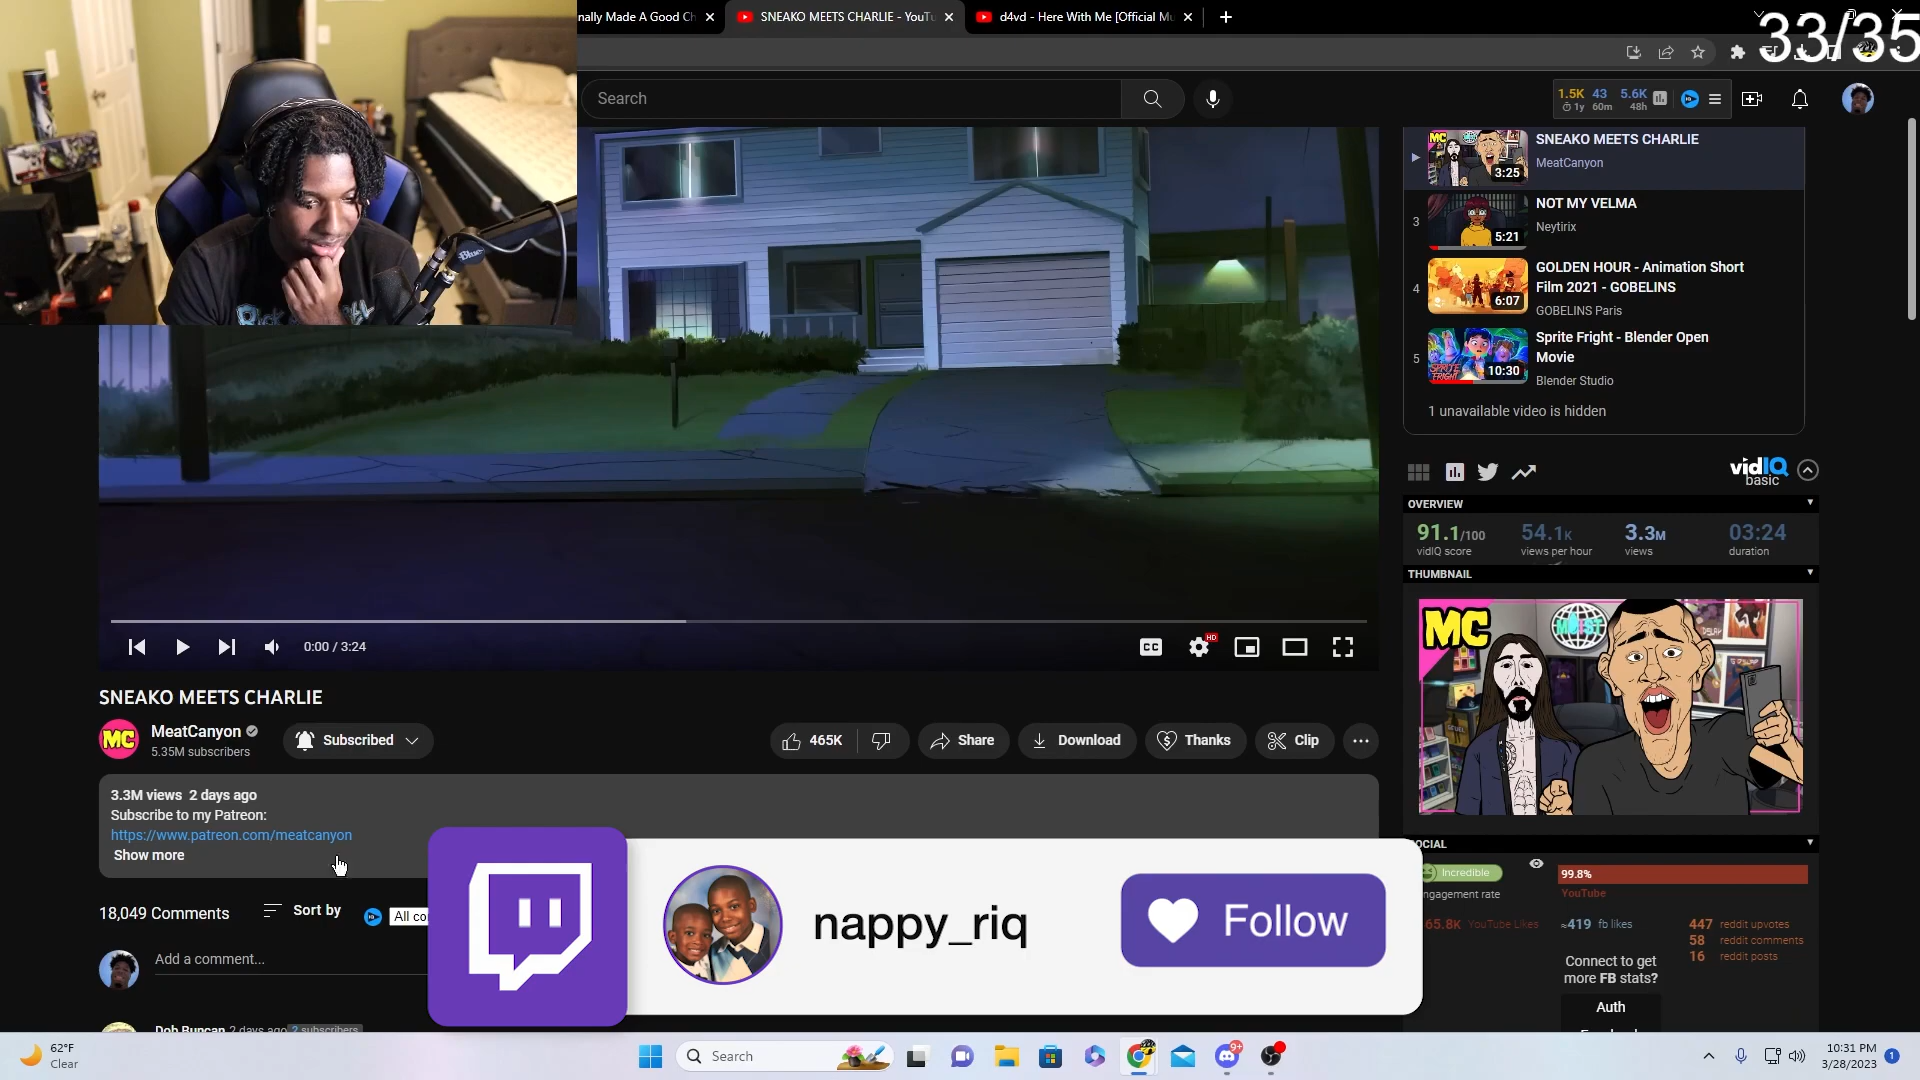 nally Made A Good Ch
SNEAKO MEETS CHARLIE - YouTu
d4vd - Here With Me [Official Mu
33/35
Search
1.5K 43 5.6K
1y 60m 48h
MC
3:25
SNEAKO MEETS CHARLIE
MeatCanyon
3
5:21
NOT MY VELMA
Neytirix
4
6:07
GOLDEN HOUR - Animation Short
Film 2021 - GOBELINS
GOBELINS Paris
5
SPRITE FRIGHT
10:30
Sprite Fright - Blender Open
Movie
Blender Studio
1 unavailable video is hidden
vidIQ
basic
OVERVIEW
91.1/100 54.1K 3.3M 03:24
vidIQ score views per hour views duration
THUMBNAIL
MC
Blue
CC
HD
0:00 / 3:24
SNEAKO MEETS CHARLIE
MC
MeatCanyon
5.35M subscribers
Subscribed
465K
Share
Download
Thanks
Clip
3.3M views 2 days ago
Subscribe to my Patreon:
https://www.patreon.com/meatcanyon
Show more
18,049 Comments
Sort by
All co
Add a comment...
Dob Buncan 2 days ago 2 subscribers
nappy_riq
Follow
OCIAL
Incredible
ngagement rate
99.8%
YouTube
65.8K YouTube Likes
≈419 fb likes
447 reddit upvotes
58 reddit comments
16 reddit posts
Connect to get
more FB stats?
Auth
62°F
Clear
Search
9+
10:31 PM
3/28/2023
1